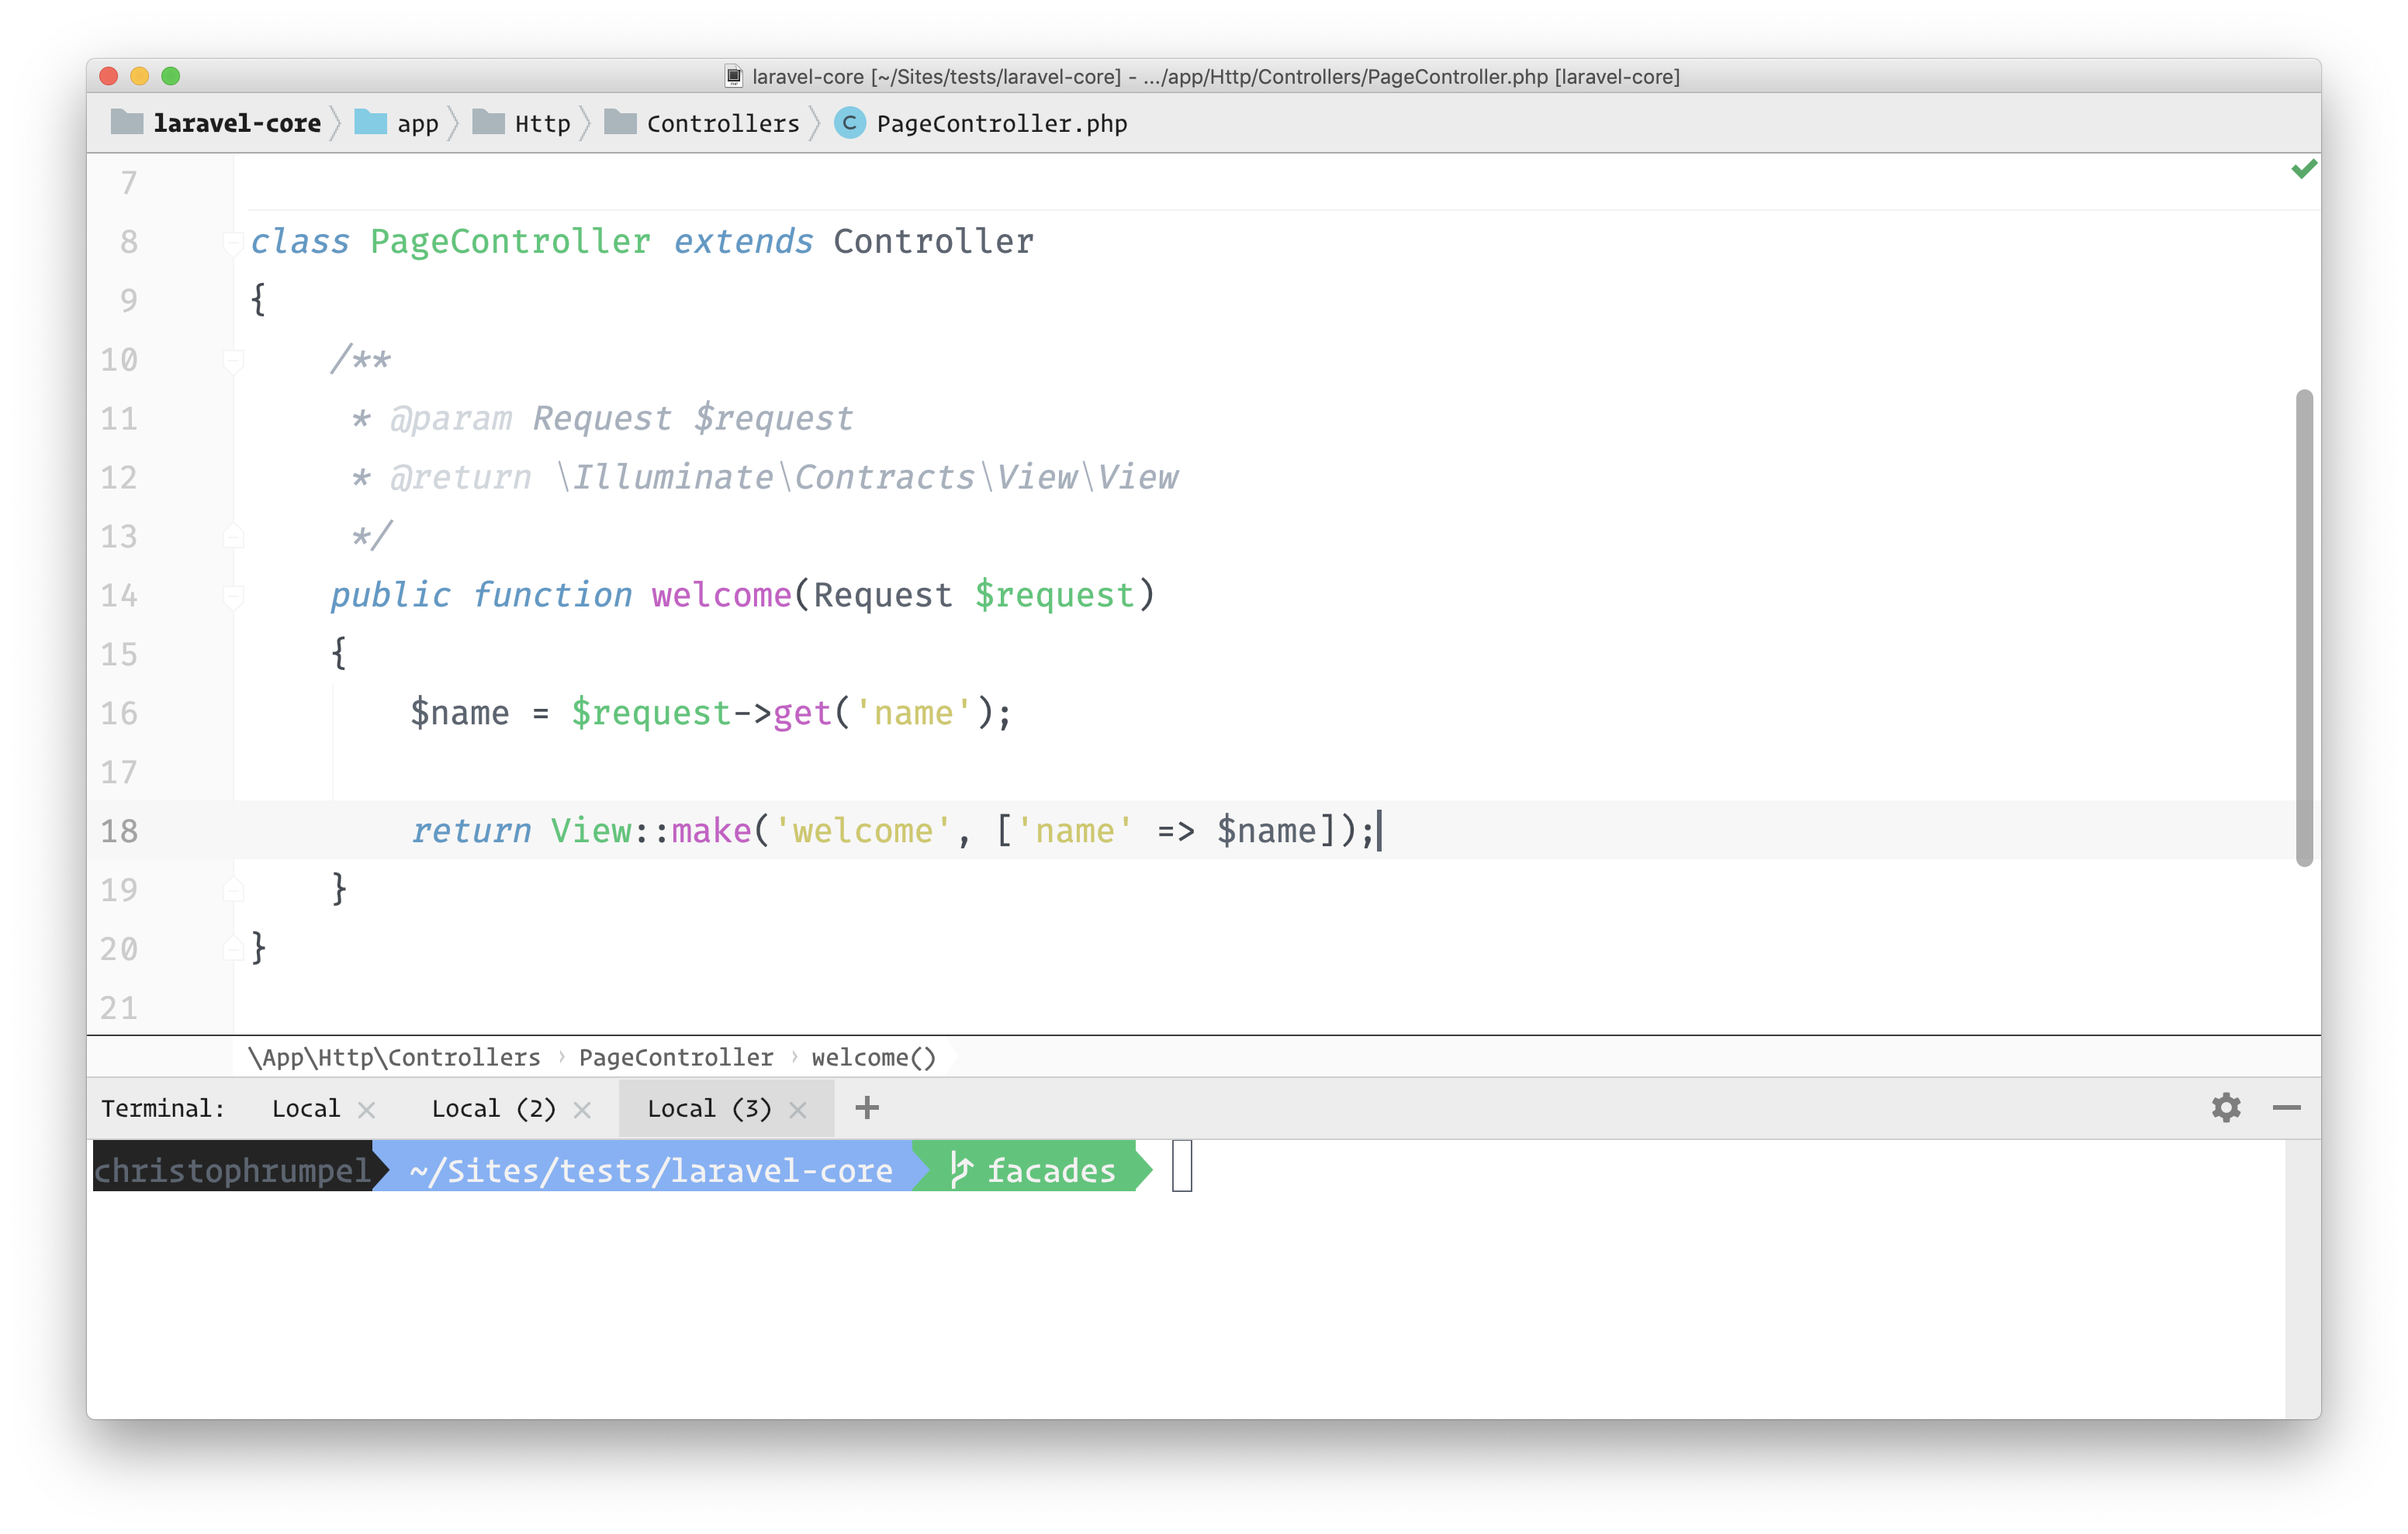 laravel-core [~/Sites/tests/laravel-core] - .../app/Http/Controllers/PageController.php [laravel-core]
laravel-core app Http Controllers C PageController.php
7
8 class PageController extends Controller
9 {
10     /**
11      * @param Request $request
12      * @return \Illuminate\Contracts\View\View
13      */
14     public function welcome(Request $request)
15     {
16         $name = $request->get('name');
17
18         return View::make('welcome', ['name' => $name]);
19     }
20 }
21
\App\Http\Controllers › PageController › welcome()
Terminal: Local × Local (2) × Local (3) × +
christophrumpel ~/Sites/tests/laravel-core facades